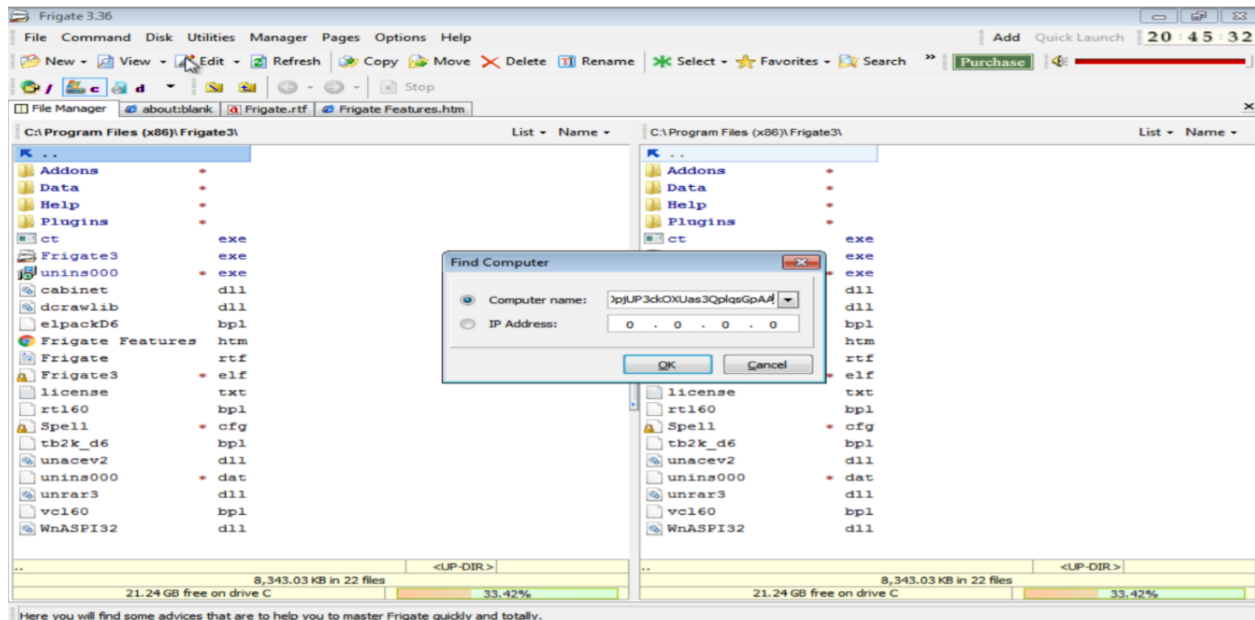 Frigate 3.36
File Command Disk Utilities Manager Pages Options Help Add Quick Launch 20:45:32
New View Edit Refresh Copy Move Delete Rename Select Favorites Search » Purchase
c a d Stop
File Manager about:blank Frigate.rtf Frigate Features.htm
C:\Program Files (x86)\Frigate3\ List Name C:\Program Files (x86)\Frigate3\ List Name
.. ..
Addons * Addons *
Data * Data *
Help * Help *
Plugins * Plugins *
ct exe ct exe
Frigate3 exe exe
unins000 * exe * exe
cabinet dll dll
dcrawlib dll dll
elpackD6 bpl bpl
Frigate Features htm htm
Frigate rtf rtf
Frigate3 * elf * elf
license txt license txt
rtl60 bpl rtl60 bpl
Spell * cfg Spell * cfg
tb2k_d6 bpl tb2k_d6 bpl
unacev2 dll unacev2 dll
unins000 * dat unins000 * dat
unrar3 dll unrar3 dll
vcl60 bpl vcl60 bpl
WnASPI32 dll WnASPI32 dll
Find Computer
Computer name:
IP Address: 0 . 0 . 0 . 0
OK Cancel
.. <UP-DIR> .. <UP-DIR>
8,343.03 KB in 22 files 8,343.03 KB in 22 files
21.24 GB free on drive C 33.42% 21.24 GB free on drive C 33.42%
Here you will find some advices that are to help you to master Frigate quickly and totally.